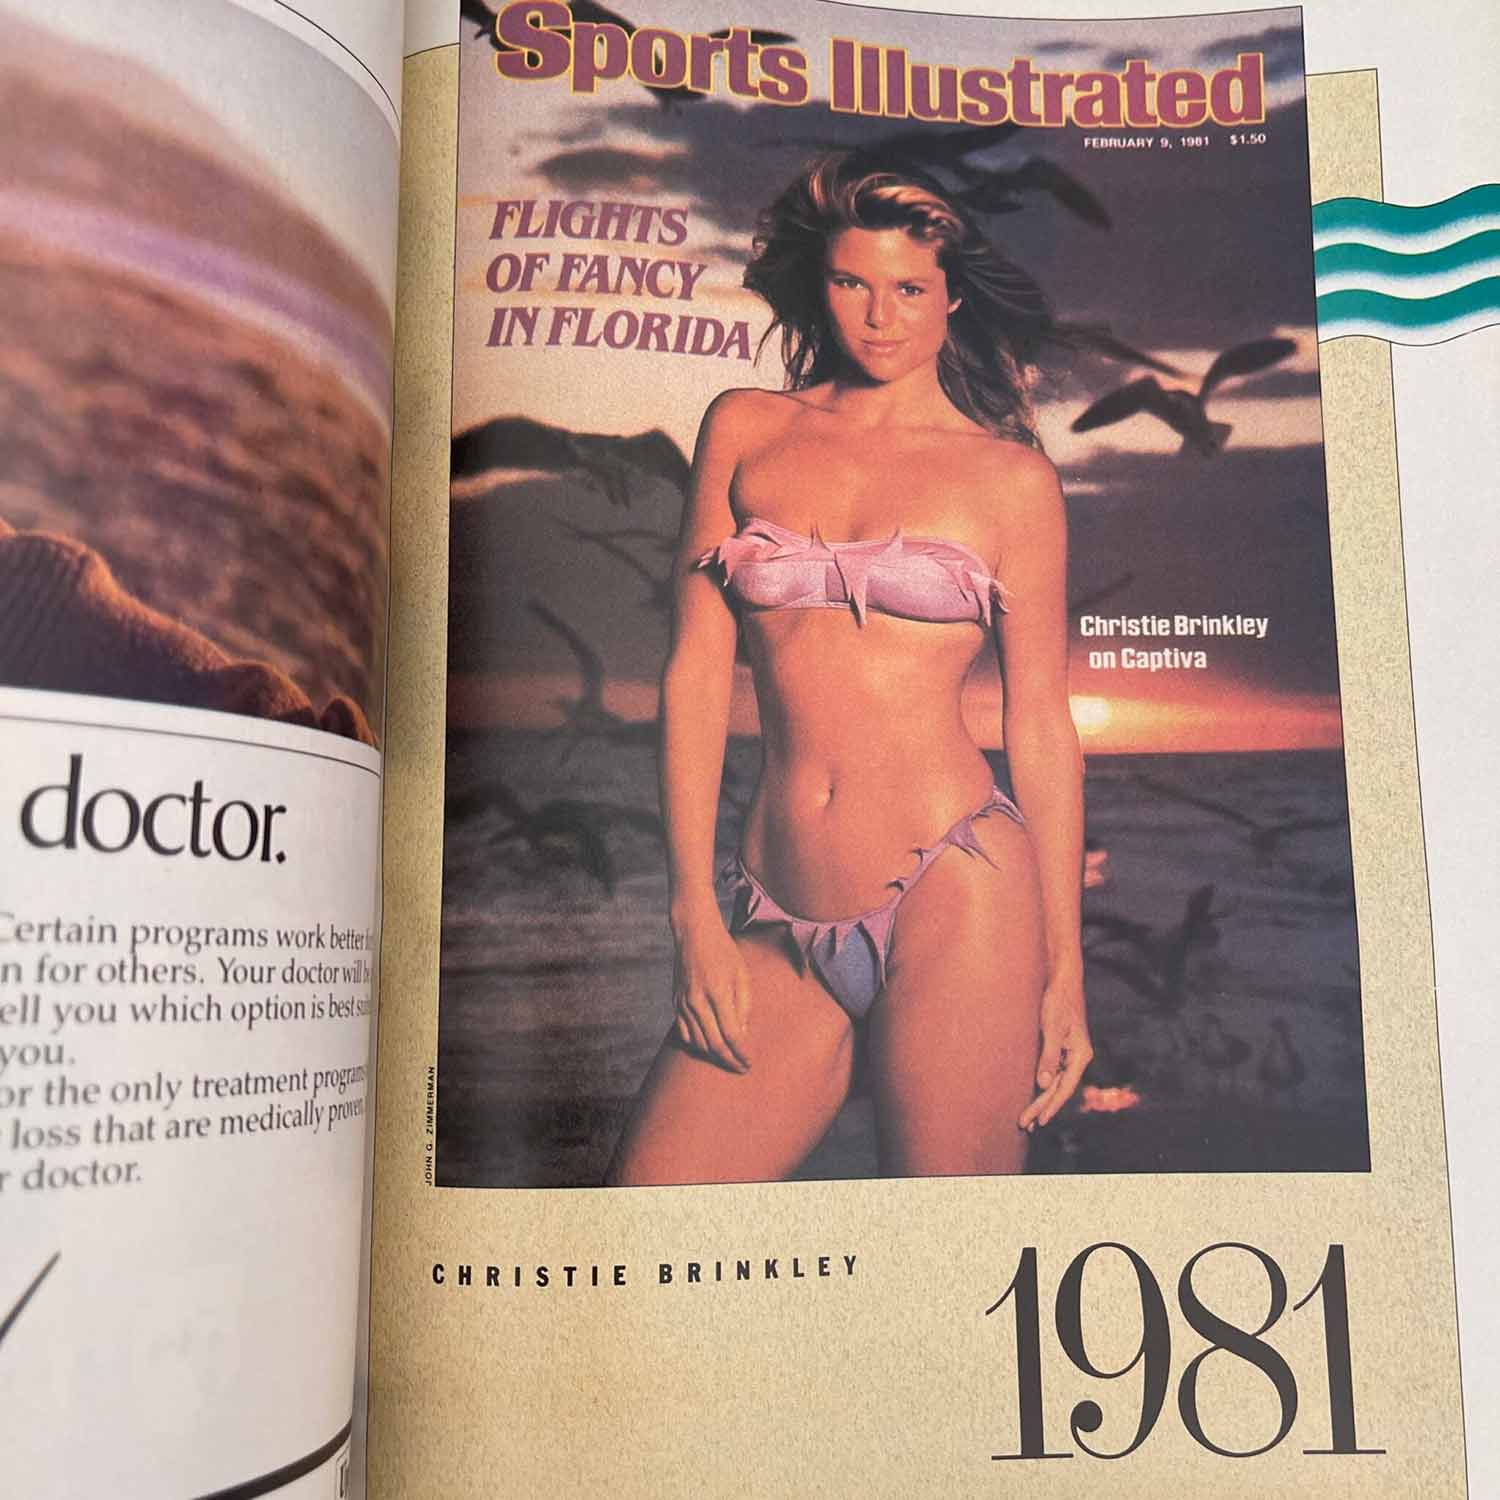 doctor.
Certain programs work better
n for others. Your doctor will
ell you which option is best
you.
or the only treatment programs
loss that are medically proven,
r doctor.
Sports Illustrated
FEBRUARY 9, 1981 $1.50
FLIGHTS
OF FANCY
IN FLORIDA
Christie Brinkley
on Captiva
JOHN G. ZIMMERMAN
CHRISTIE BRINKLEY
1981